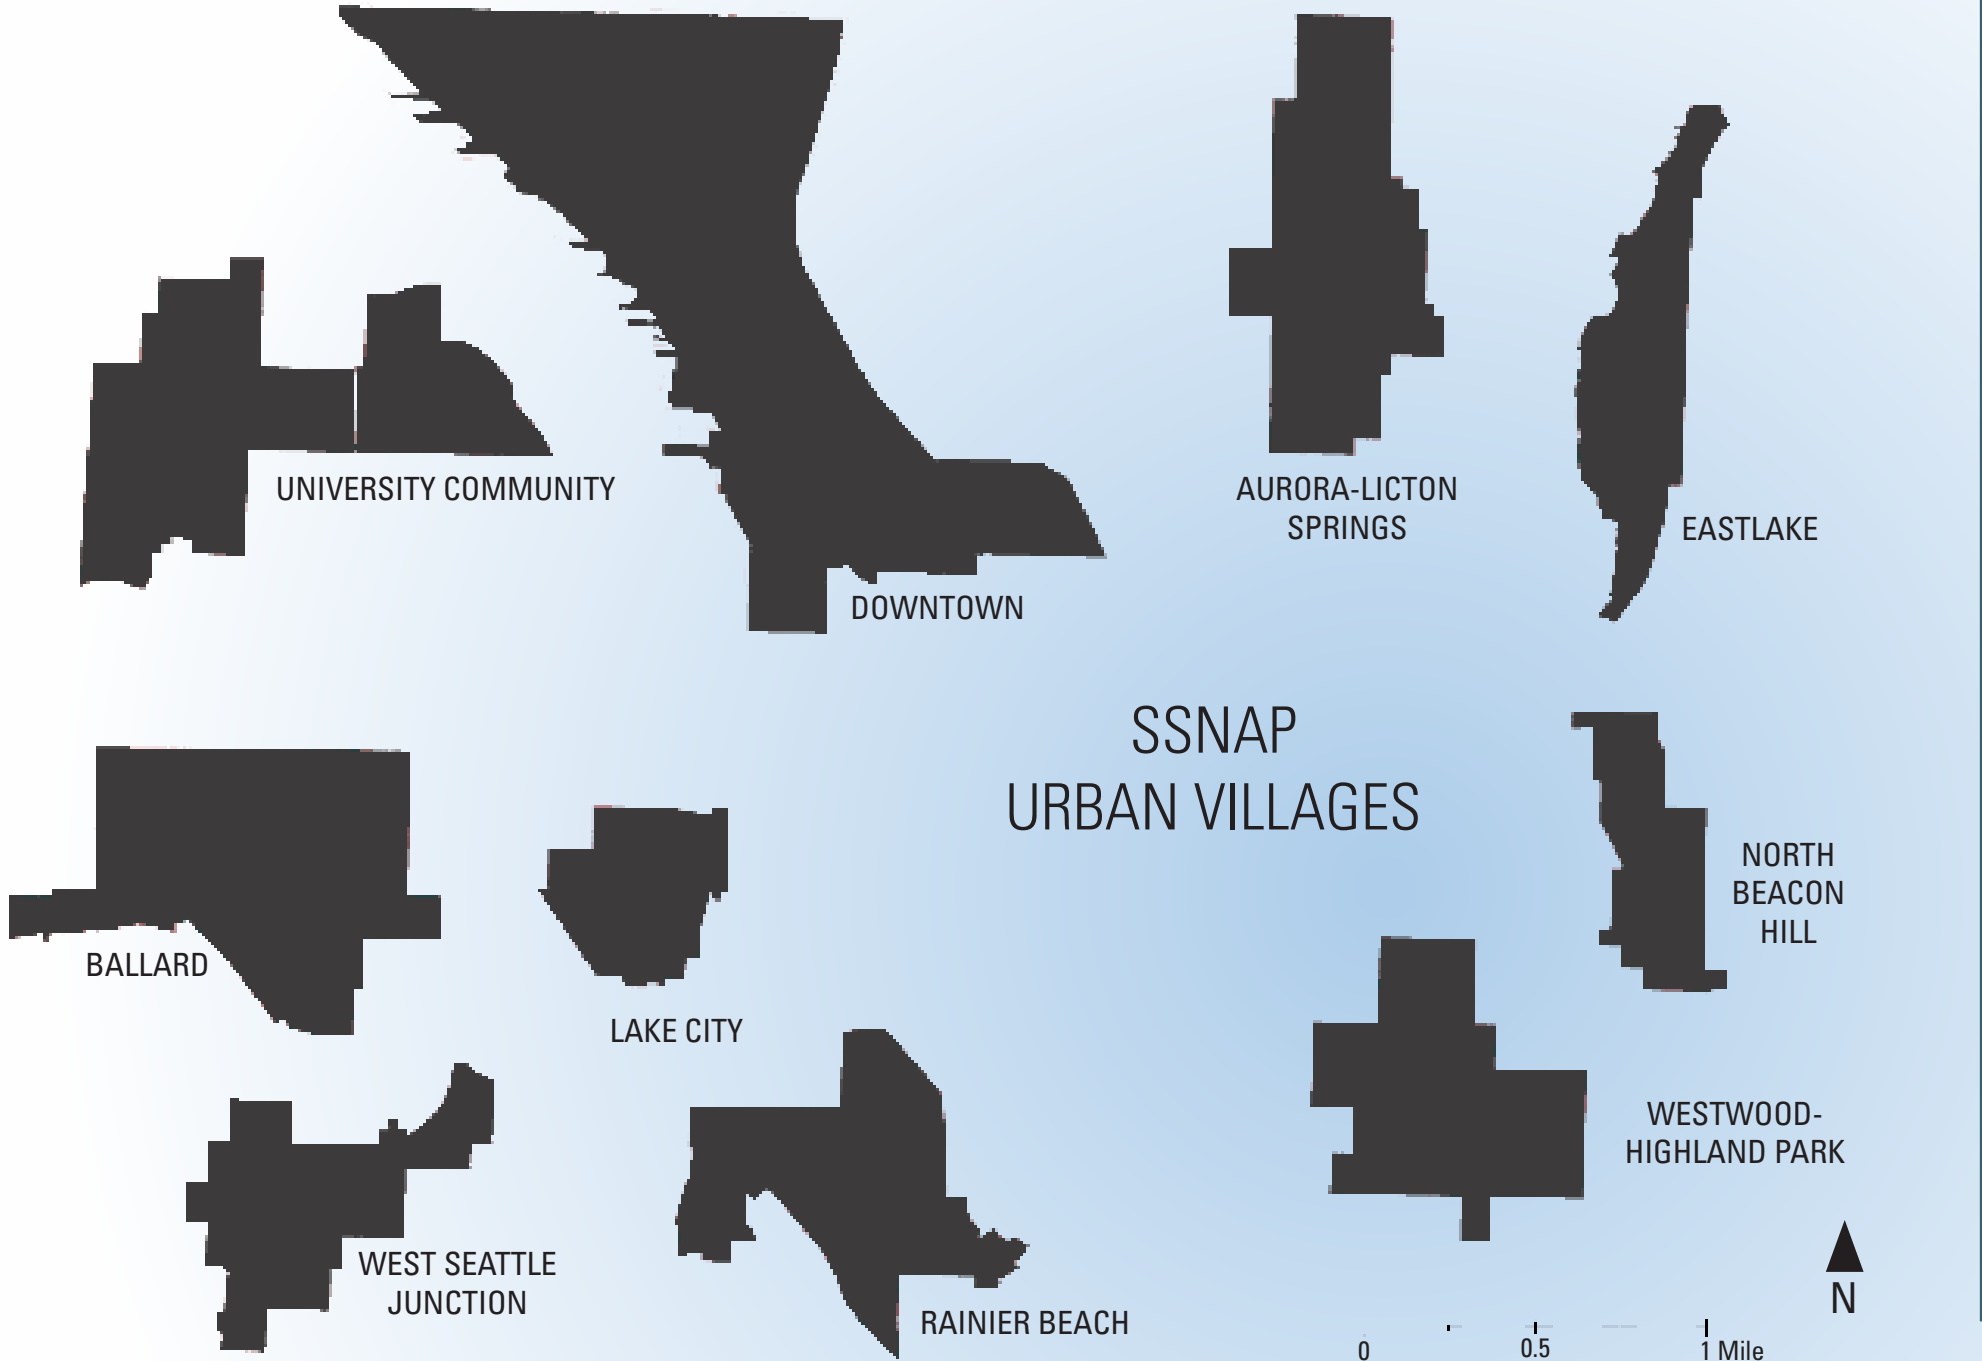 UNIVERSITY COMMUNITY
DOWNTOWN
AURORA-LICTON
SPRINGS
EASTLAKE
SSNAP
URBAN VILLAGES
BALLARD
LAKE CITY
NORTH
BEACON
HILL
WEST SEATTLE
JUNCTION
RAINIER BEACH
WESTWOOD-
HIGHLAND PARK
N
0 0.5 1 Mile